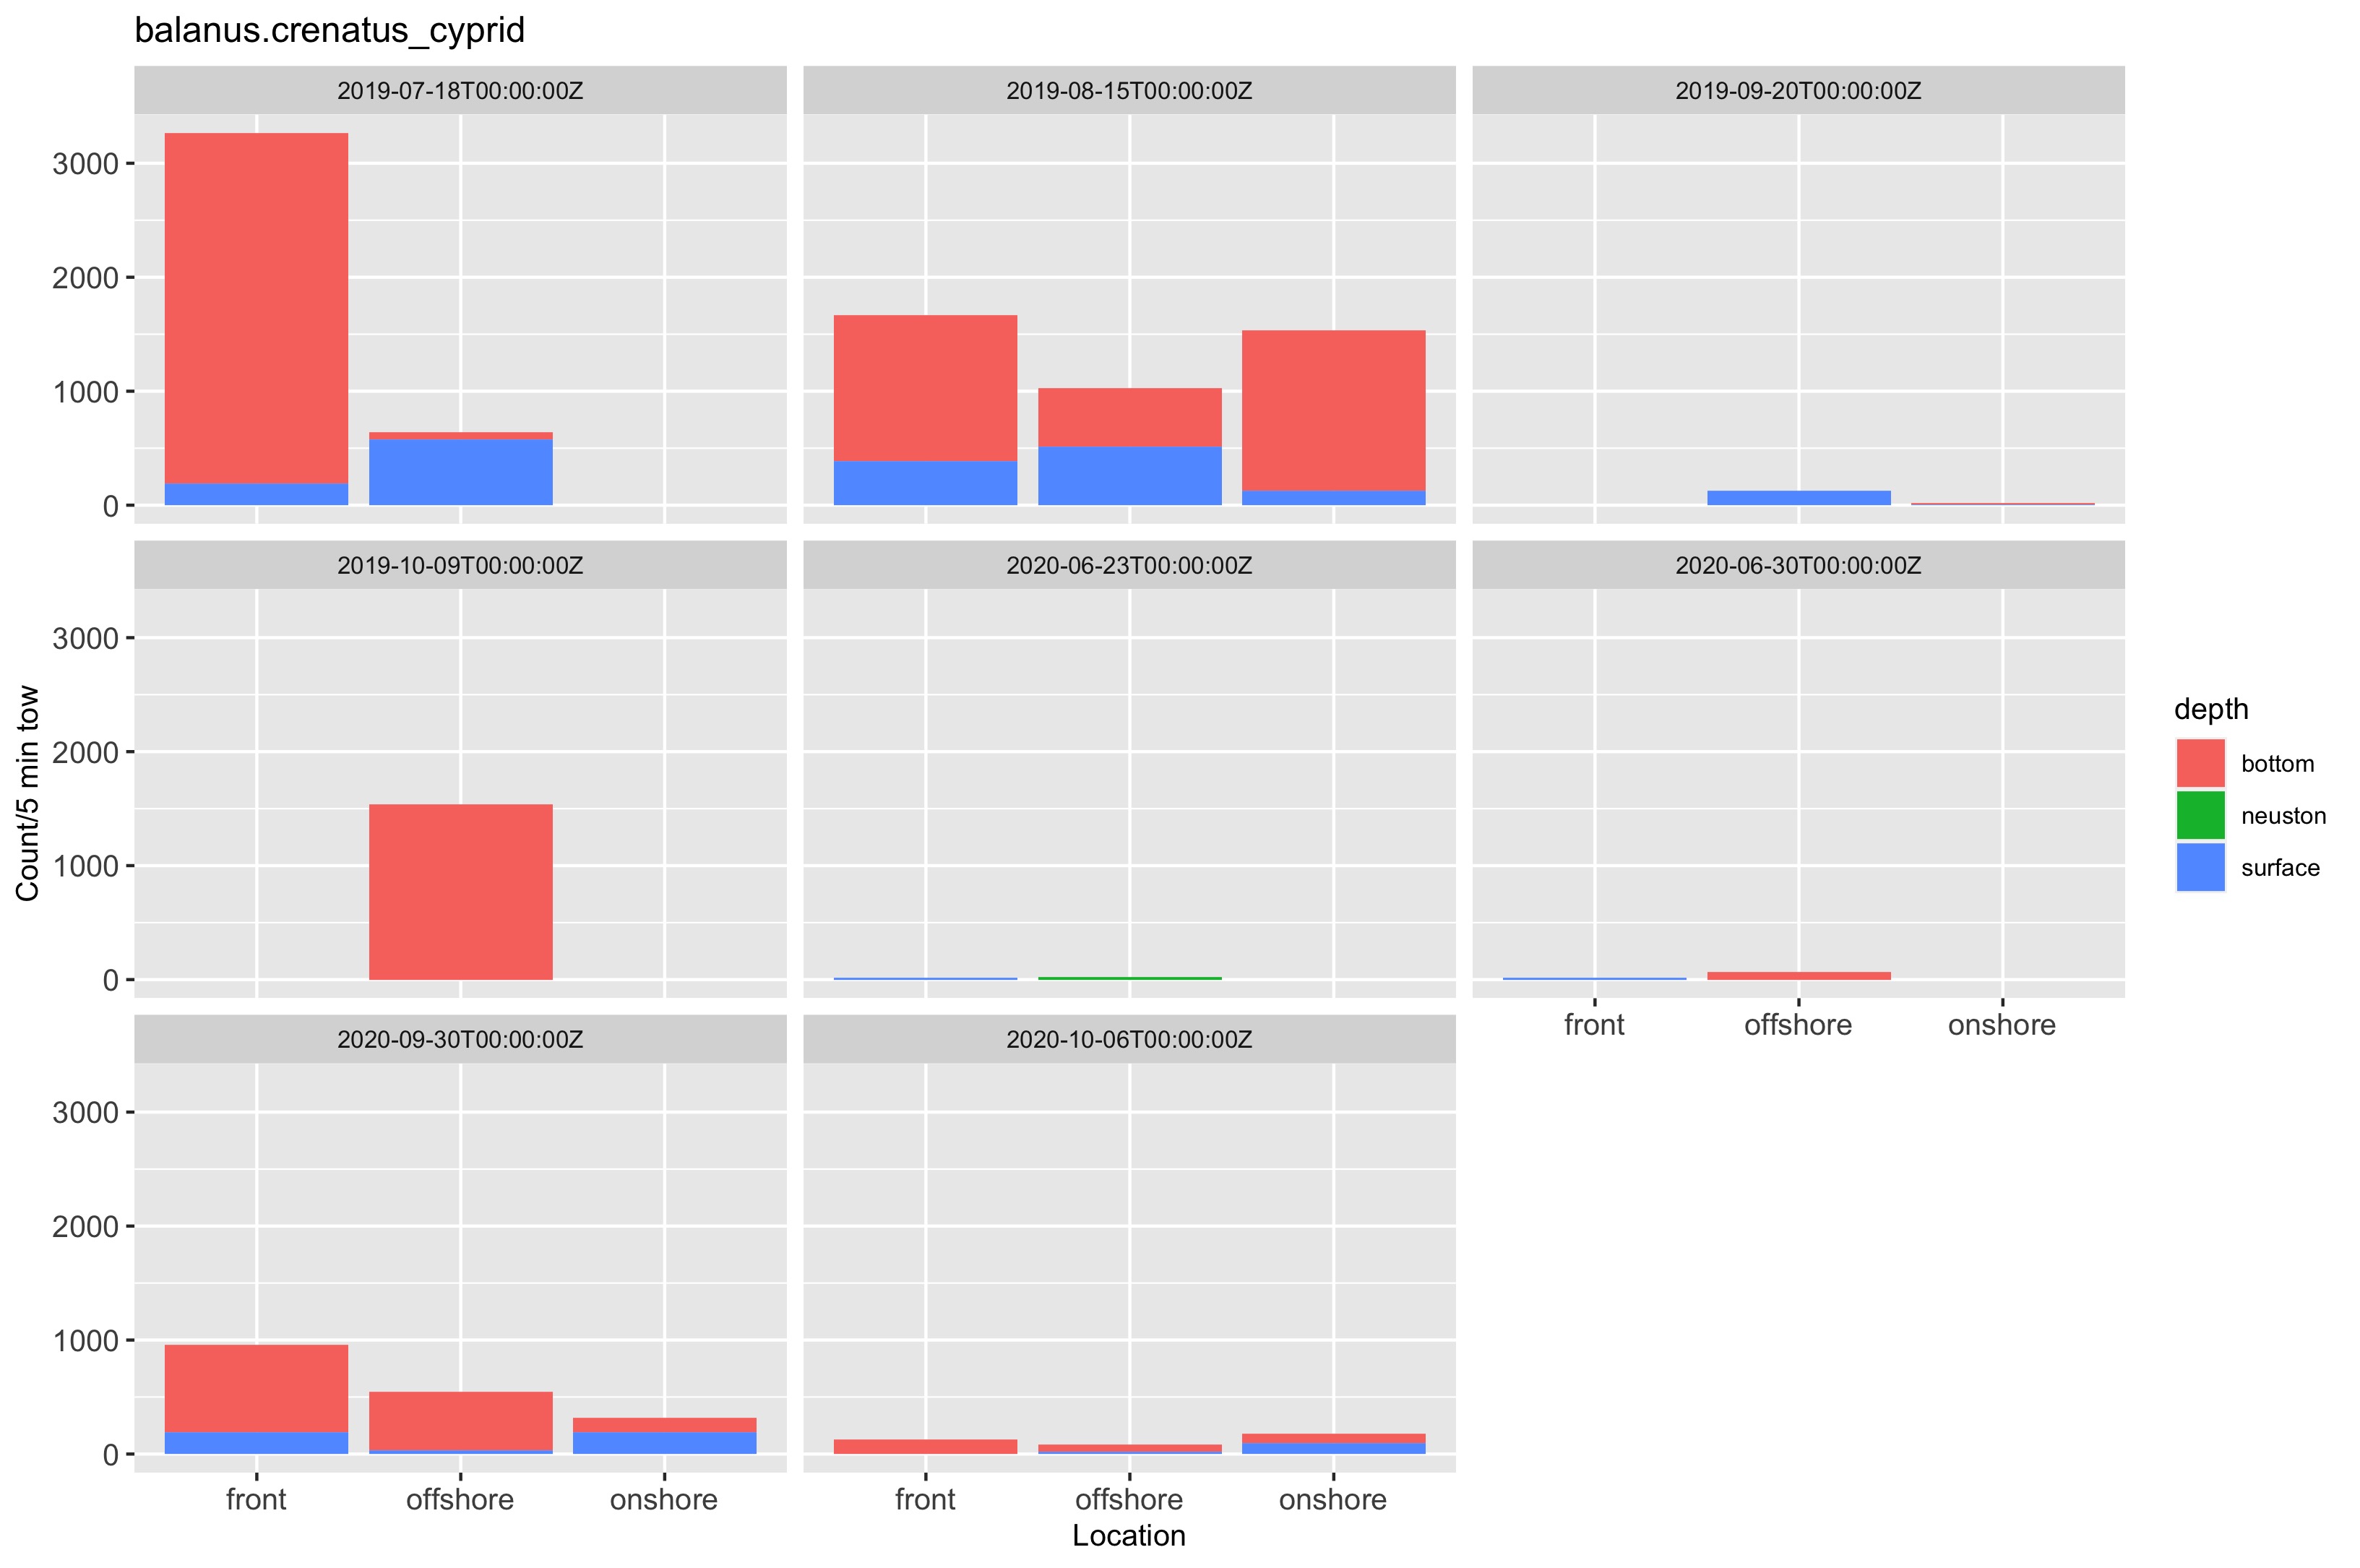 balanus.crenatus_cyprid
2019-07-18T00:00:00Z
2019-08-15T00:00:00Z
2019-09-20T00:00:00Z
3000
2000
1000
0
2019-10-09T00:00:00Z
2020-06-23T00:00:00Z
2020-06-30T00:00:00Z
3000
2000
1000
0
front offshore onshore
2020-09-30T00:00:00Z
2020-10-06T00:00:00Z
3000
2000
1000
0
front offshore onshore
front offshore onshore
Location
Count/5 min tow
depth
bottom
neuston
surface